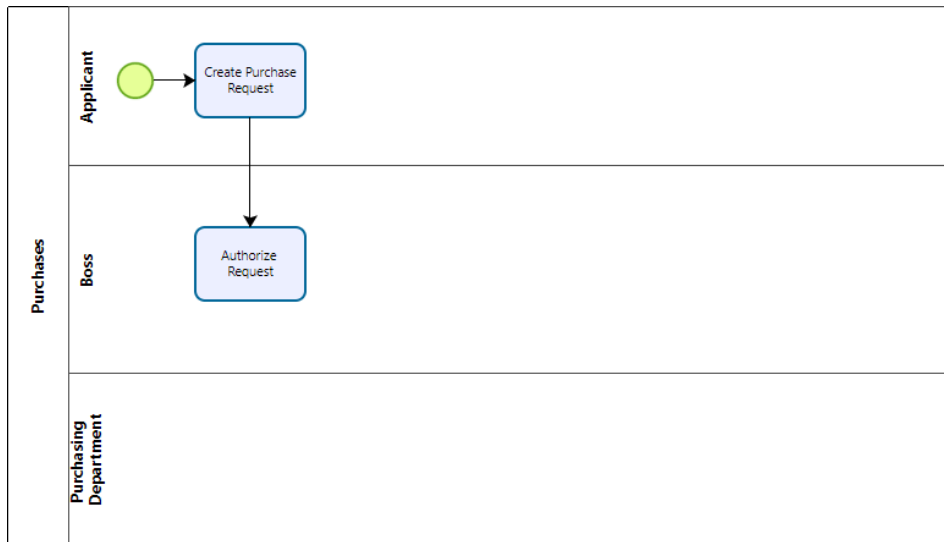 Purchases
Applicant
Create Purchase
Request
Boss
Authorize
Request
Purchasing
Department